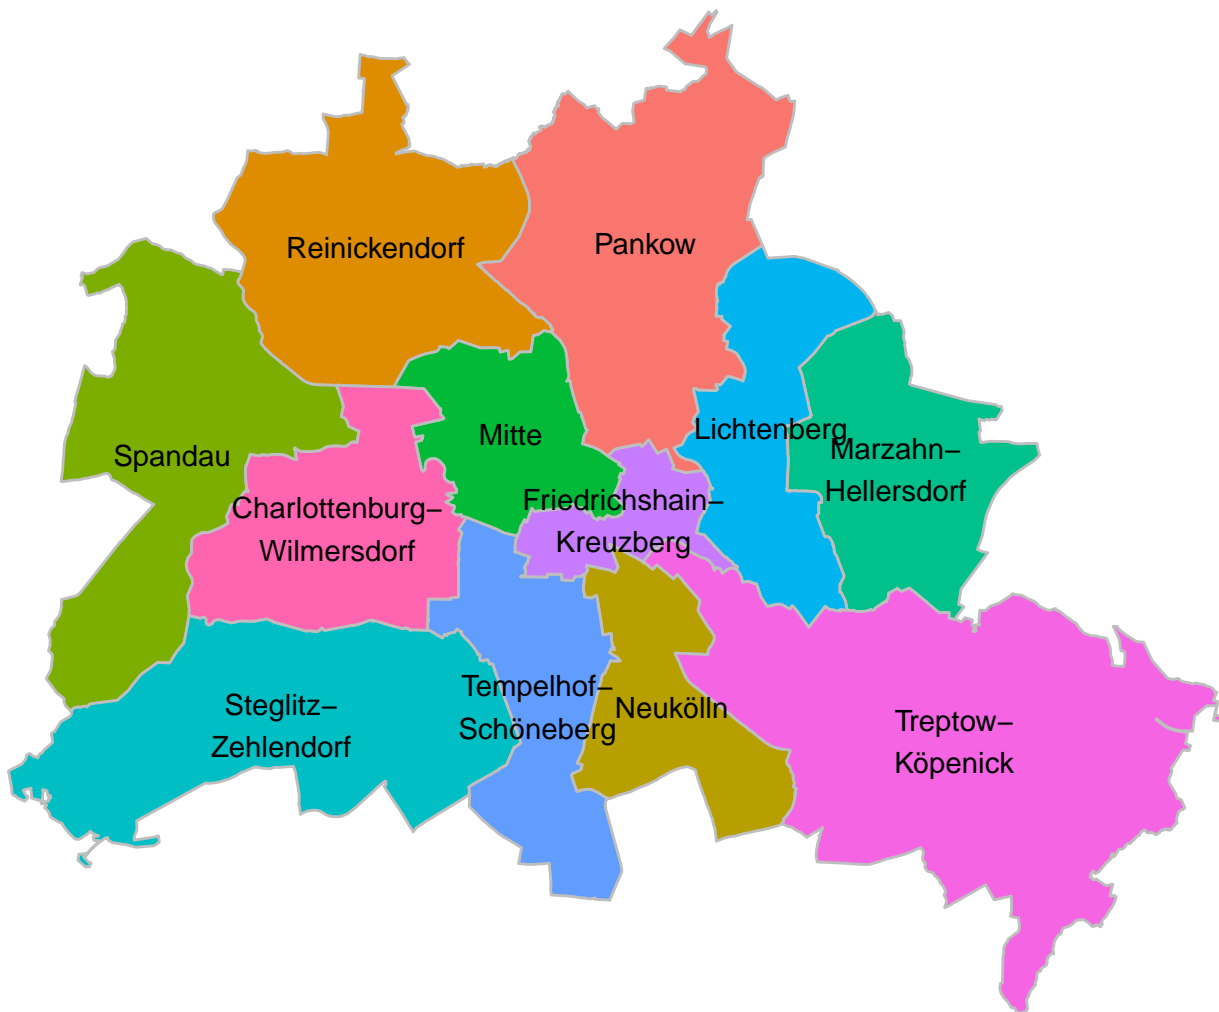 Reinickendorf
Pankow
Spandau
Mitte
Lichtenberg
Marzahn–
Hellersdorf
Charlottenburg–
Wilmersdorf
Friedrichshain–
Kreuzberg
Steglitz–
Zehlendorf
Tempelhof–
Schöneberg
Neukölln
Treptow–
Köpenick